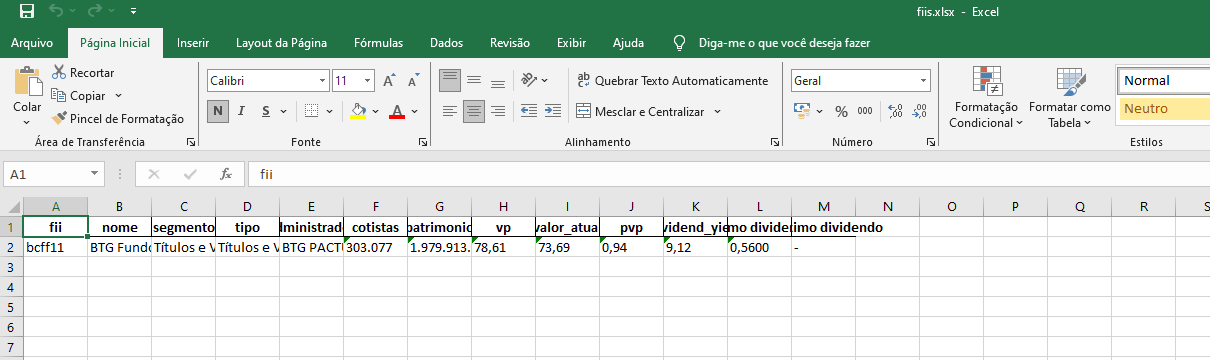 fiis.xlsx - Excel
Arquivo Página Inicial Inserir Layout da Página Fórmulas Dados Revisão Exibir Ajuda Diga-me o que você deseja fazer
Colar
Recortar
Copiar
Pincel de Formatação
Área de Transferência
Calibri 11
N I S
Fonte
ab Quebrar Texto Automaticamente
Mesclar e Centralizar
Alinhamento
Geral
% 000
Número
Formatação Condicional
Formatar como Tabela
Normal
Neutro
Estilos
A1 fx fii
A B C D E F G H I J K L M N O P Q R S
1 fii nome segmento tipo lministrado cotistas patrimonio vp valor_atua pvp vidend_yie mo divide imo dividendo
2 bcff11 BTG Fundo Títulos e V Títulos e V BTG PACTU 303.077 1.979.913. 78,61 73,69 0,94 9,12 0,5600 -
3
4
5
6
7